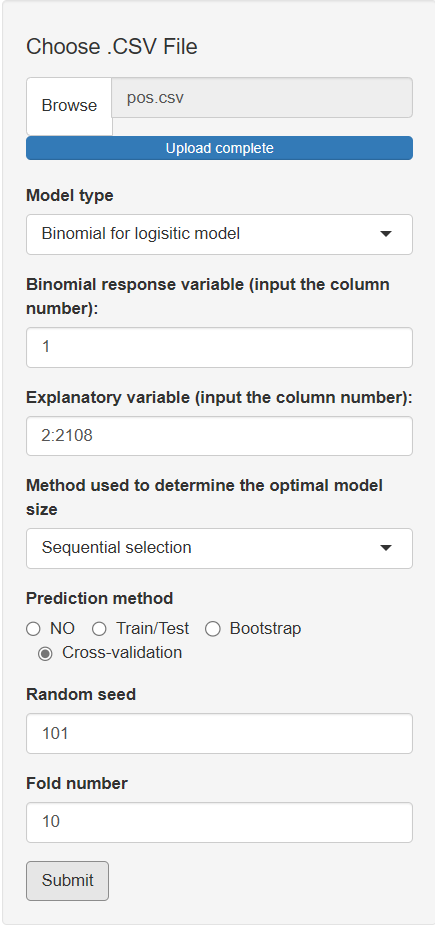 Choose .CSV File
Browse pos.csv
Upload complete
Model type
Binomial for logisitic model
Binomial response variable (input the column
number):
1
Explanatory variable (input the column number):
2:2108
Method used to determine the optimal model
size
Sequential selection
Prediction method
NO Train/Test Bootstrap
Cross-validation
Random seed
101
Fold number
10
Submit